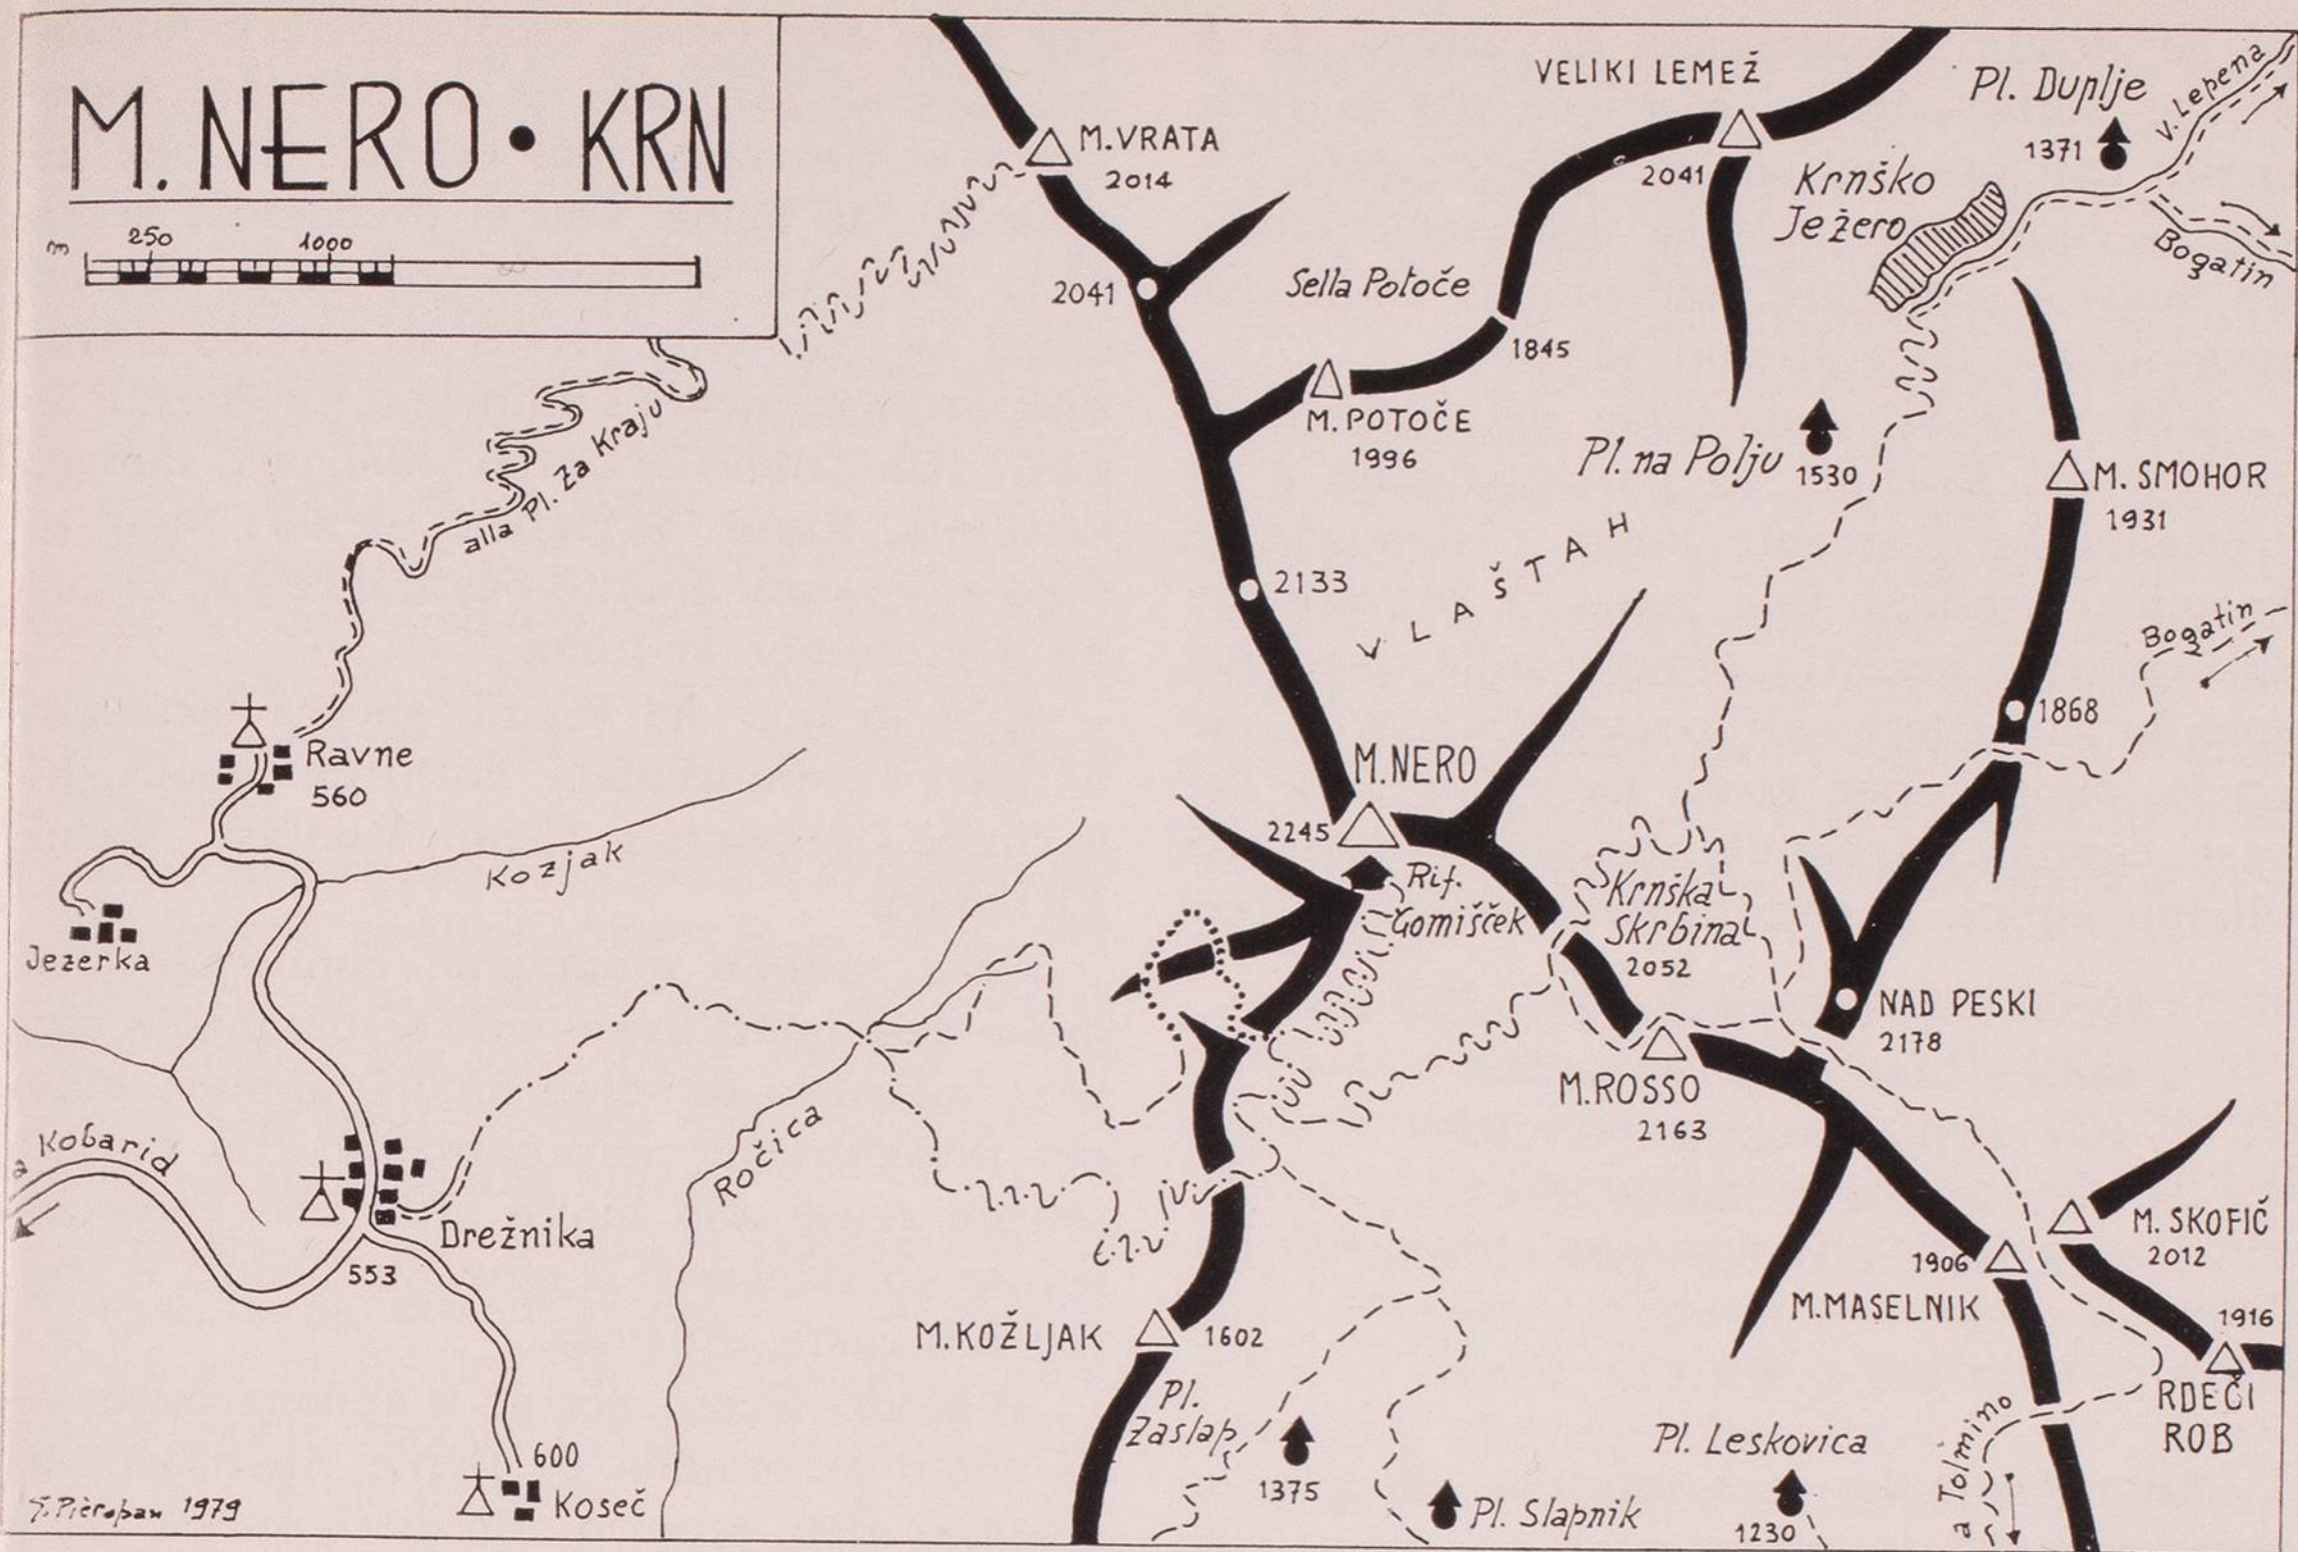 M. NERO • KRN
m
250
1000
M. VRATA
2014
VELIKI LEMEŽ
2041
Pl. Duplje
1371
V. Lepena
Krnško
Ježero
Bogatin
2041
Sella Potoče
1845
M. POTOČE
1996
Pl. na Polju
1530
M. SMOHOR
1931
alla Pl. Za Kraju
2133
VLAŠTAH
Bogatin
1868
Ravne
560
M. NERO
2245
Rif.
Gomišček
Kozjak
Krnška
Skrbina
2052
Jezerka
NAD PESKI
2178
M. ROSSO
2163
a Kobarid
Ročica
Drežnika
553
M. SKOFIČ
2012
1906
M. MASELNIK
1916
RDEČI
ROB
M. KOŽLJAK
1602
Pl.
Zaslap
1375
Pl. Leskovica
1230
a Tolmino
600
Koseč
Pl. Slapnik
G. Pieropan 1979